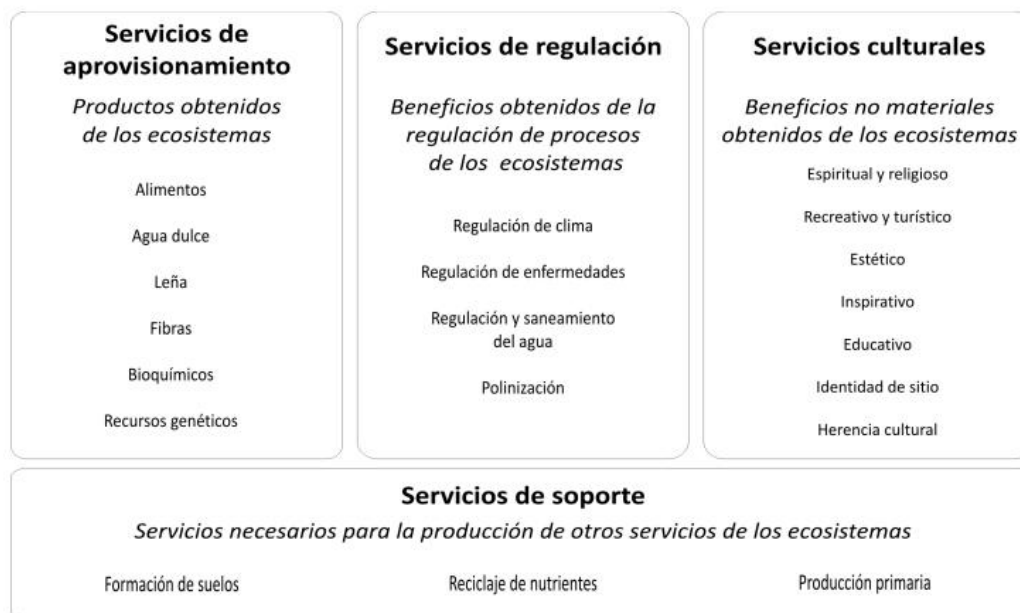 Servicios de
aprovisionamiento
Productos obtenidos
de los ecosistemas
Alimentos
Agua dulce
Leña
Fibras
Bioquímicos
Recursos genéticos
Servicios de regulación
Beneficios obtenidos de la
regulación de procesos
de los ecosistemas
Regulación de clima
Regulación de enfermedades
Regulación y saneamiento
del agua
Polinización
Servicios culturales
Beneficios no materiales
obtenidos de los ecosistemas
Espiritual y religioso
Recreativo y turístico
Estético
Inspirativo
Educativo
Identidad de sitio
Herencia cultural
Servicios de soporte
Servicios necesarios para la producción de otros servicios de los ecosistemas
Formación de suelos
Reciclaje de nutrientes
Producción primaria